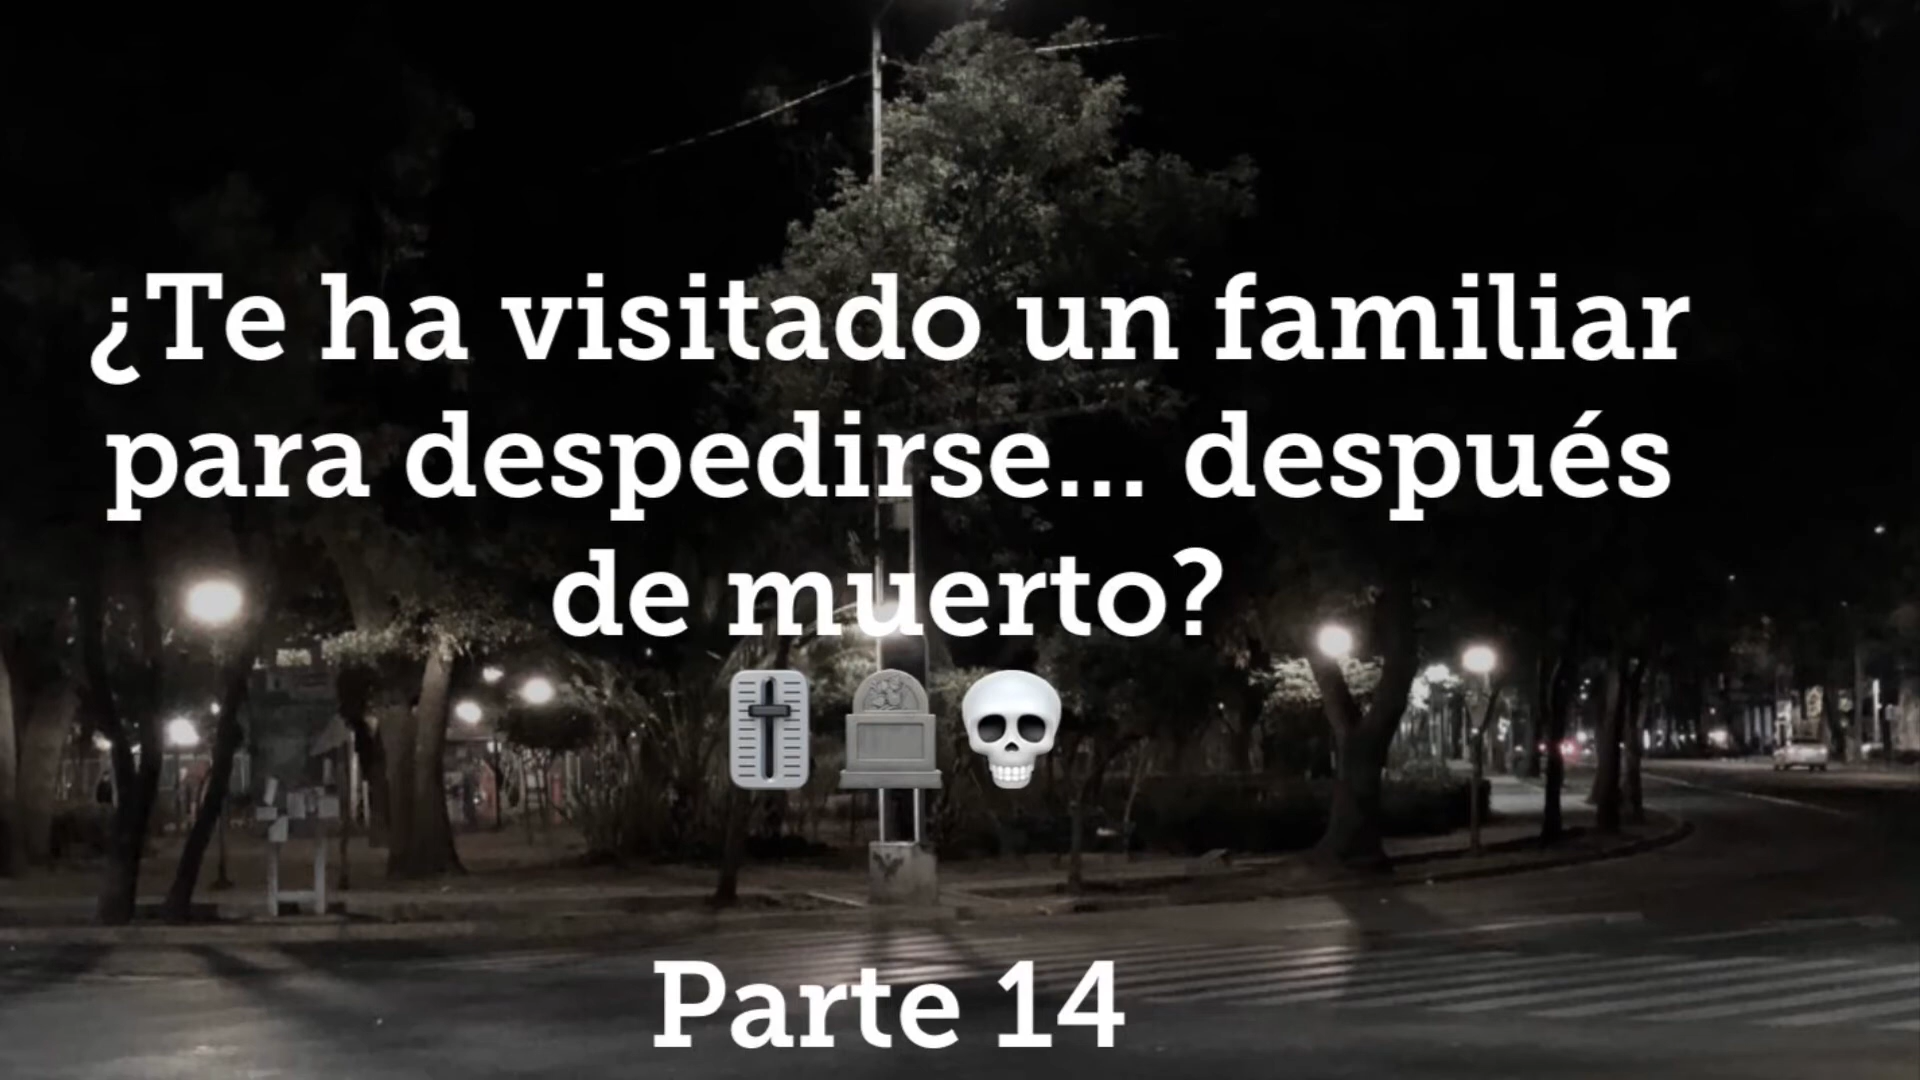 ¿Te ha visitado un familiar
para despedirse... después
de muerto?
🎚🪦💀
Parte 14